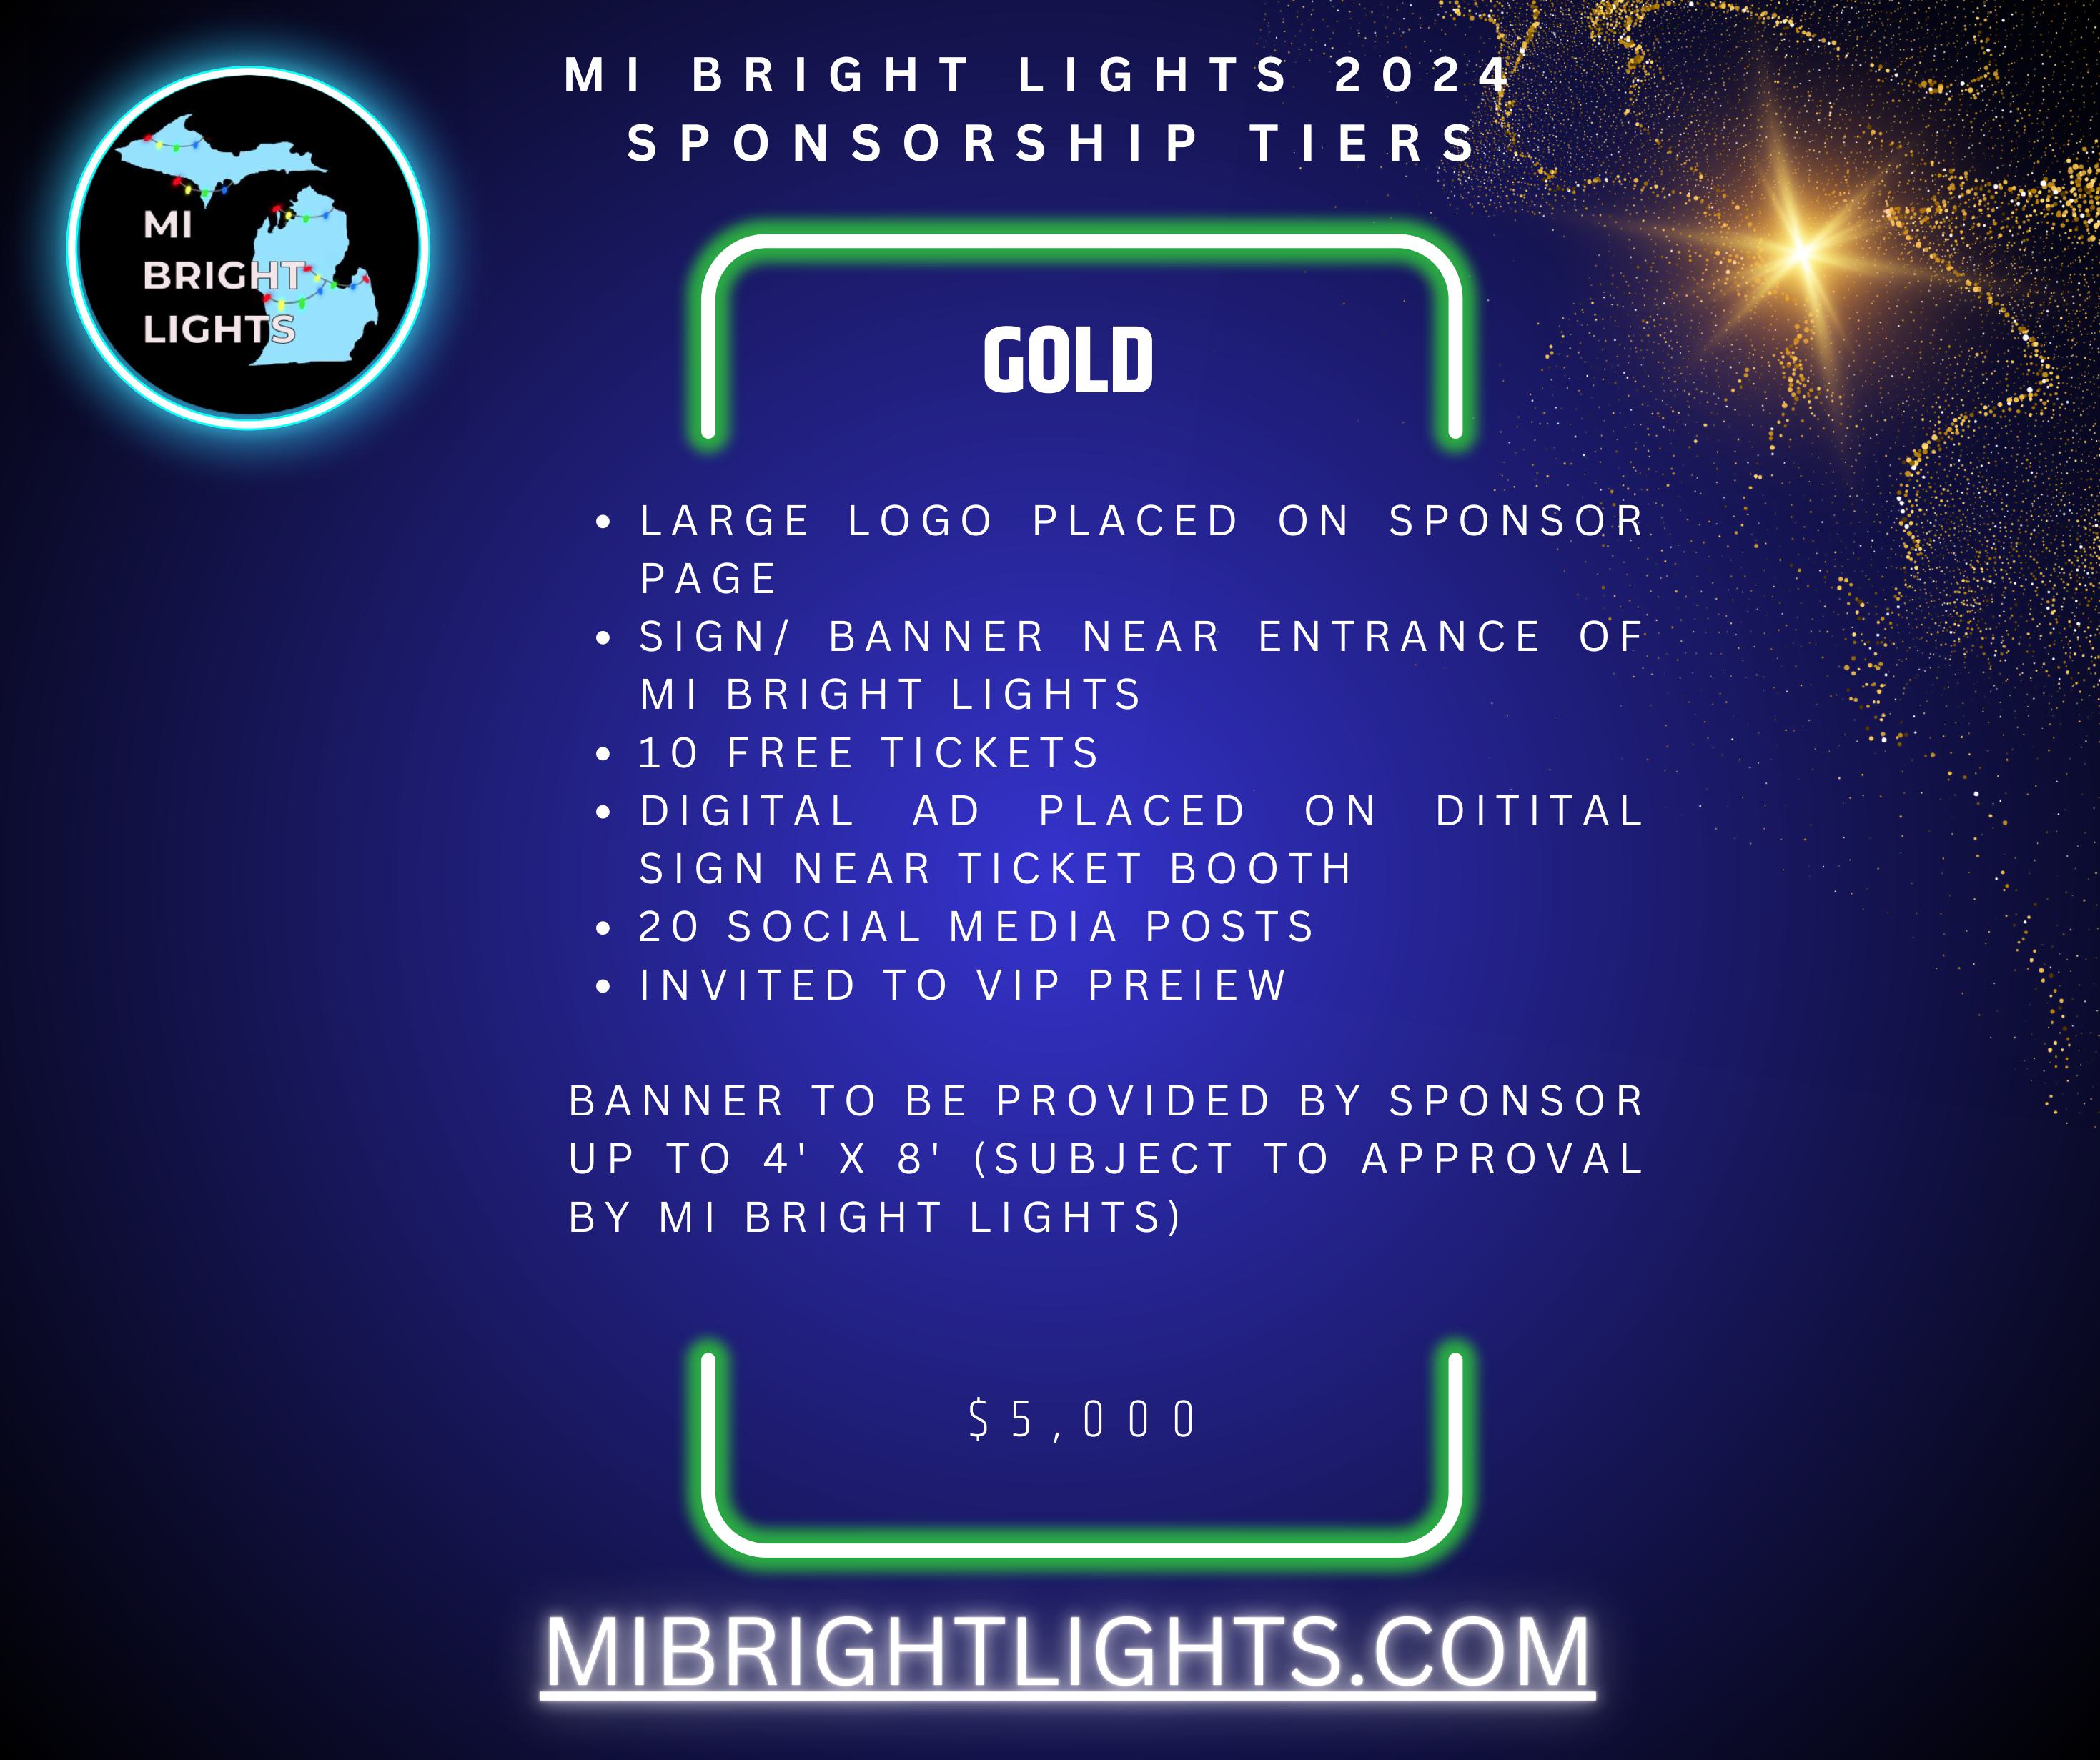 MI BRIGHT LIGHTS 2024
SPONSORSHIP TIERS
MI
BRIGHT
LIGHTS
GOLD
• LARGE LOGO PLACED ON SPONSOR
PAGE
• SIGN/ BANNER NEAR ENTRANCE OF
MI BRIGHT LIGHTS
• 10 FREE TICKETS
• DIGITAL AD PLACED ON DITITAL
SIGN NEAR TICKET BOOTH
• 20 SOCIAL MEDIA POSTS
• INVITED TO VIP PREIEW
BANNER TO BE PROVIDED BY SPONSOR
UP TO 4' X 8' (SUBJECT TO APPROVAL
BY MI BRIGHT LIGHTS)
$5,000
MIBRIGHTLIGHTS.COM